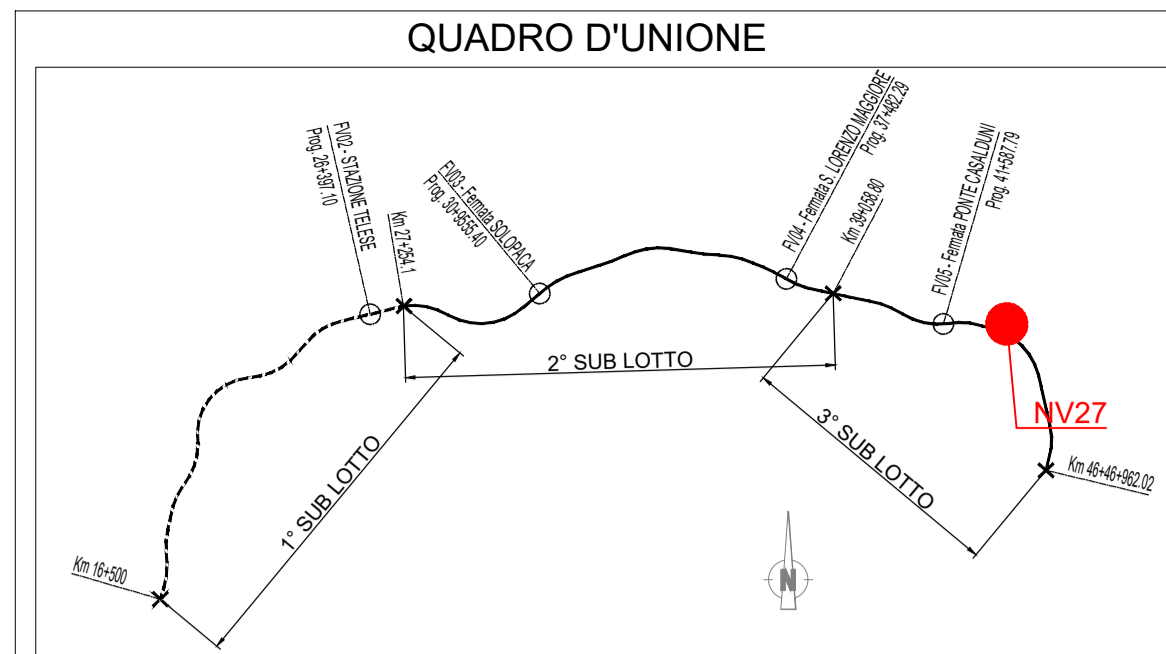 QUADRO D'UNIONE
FV02 - STAZIONE TELESE
Prog. 26+397.10
Km 27+254.1
FV03 - Fermata SOLOPACA
Prog. 30+9555.40
FV04 - Fermata S. LORENZO MAGGIORE
Prog. 37+482.29
Km 39+058.80
FV05 - Fermata PONTE CASALDUNI
Prog. 41+587.79
2° SUB LOTTO
NV27
3° SUB LOTTO
1° SUB LOTTO
Km 46+46+962.02
Km 16+500
N